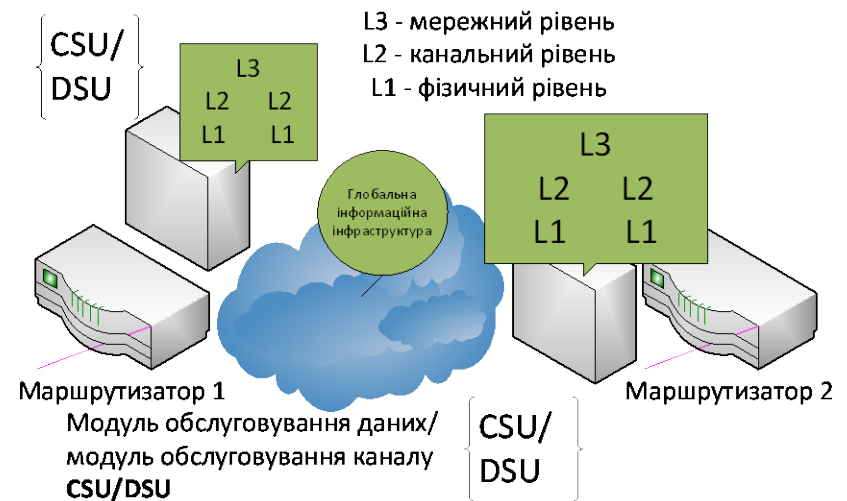 CSU/
DSU
L3 - мережний рівень
L2 - канальний рівень
L1 - фізичний рівень
L3
L2 L2
L1 L1
L3
L2 L2
L1 L1
Глобальна
інформаційна
інфраструктура
Маршрутизатор 1
Маршрутизатор 2
Модуль обслуговування даних/
модуль обслуговування каналу
CSU/DSU
CSU/
DSU